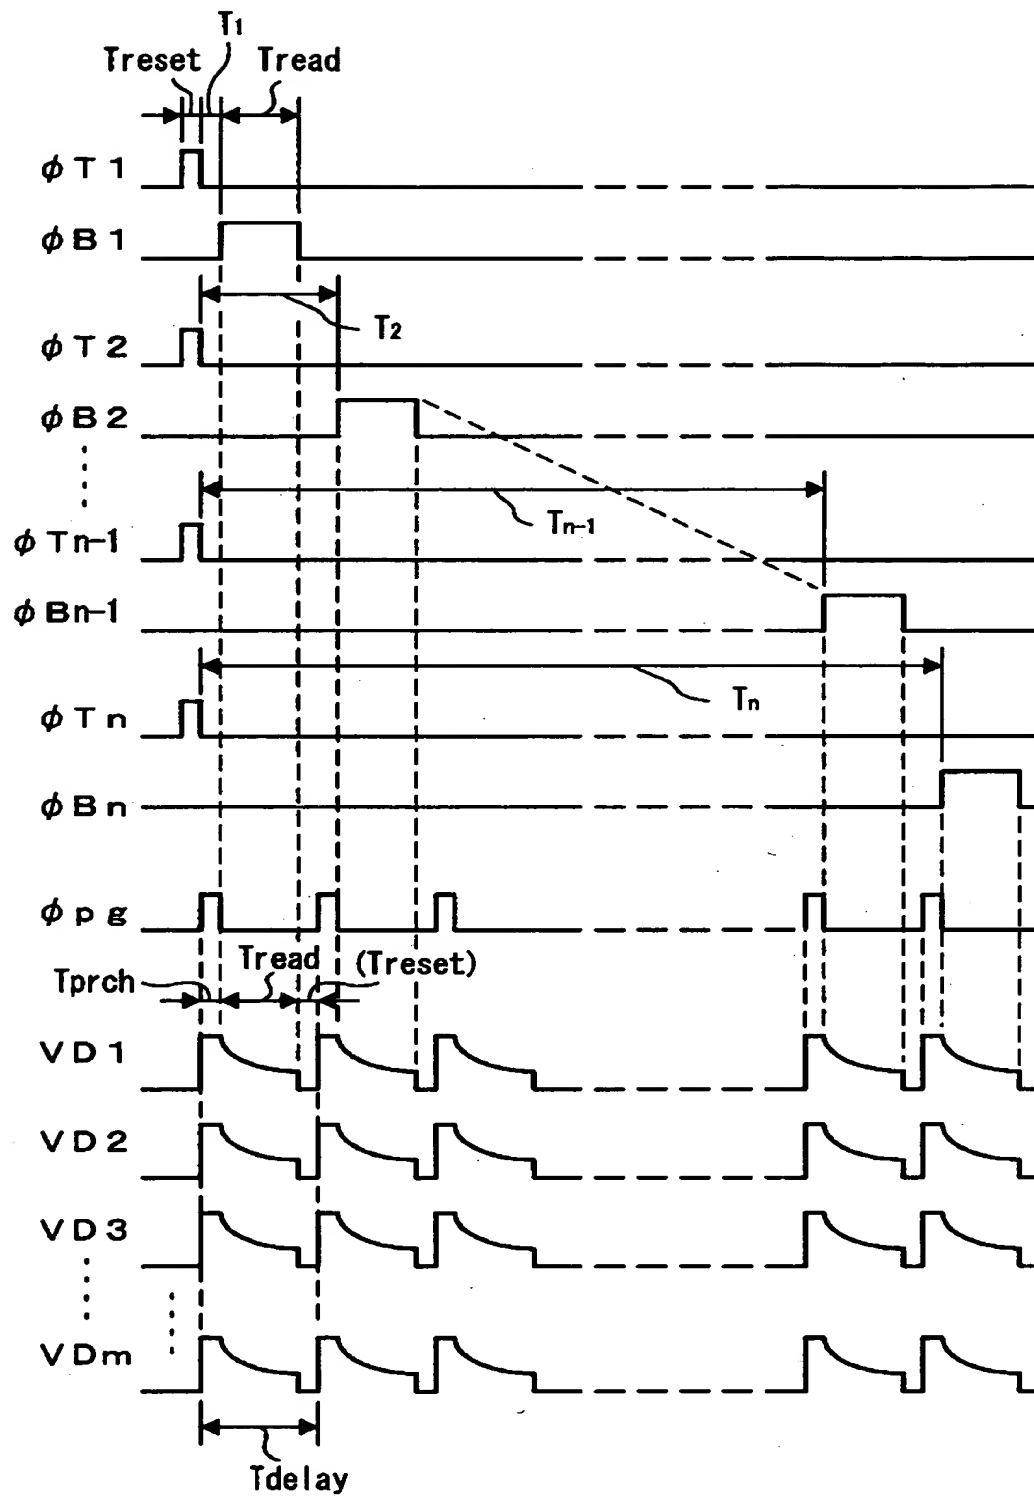 T1
Treset
Tread
φT1
φB1
T2
φT2
φB2
Tn-1
φTn-1
φBn-1
Tn
φTn
φBn
φpg
Tprch
Tread
(Treset)
VD1
VD2
VD3
VDm
Tdelay